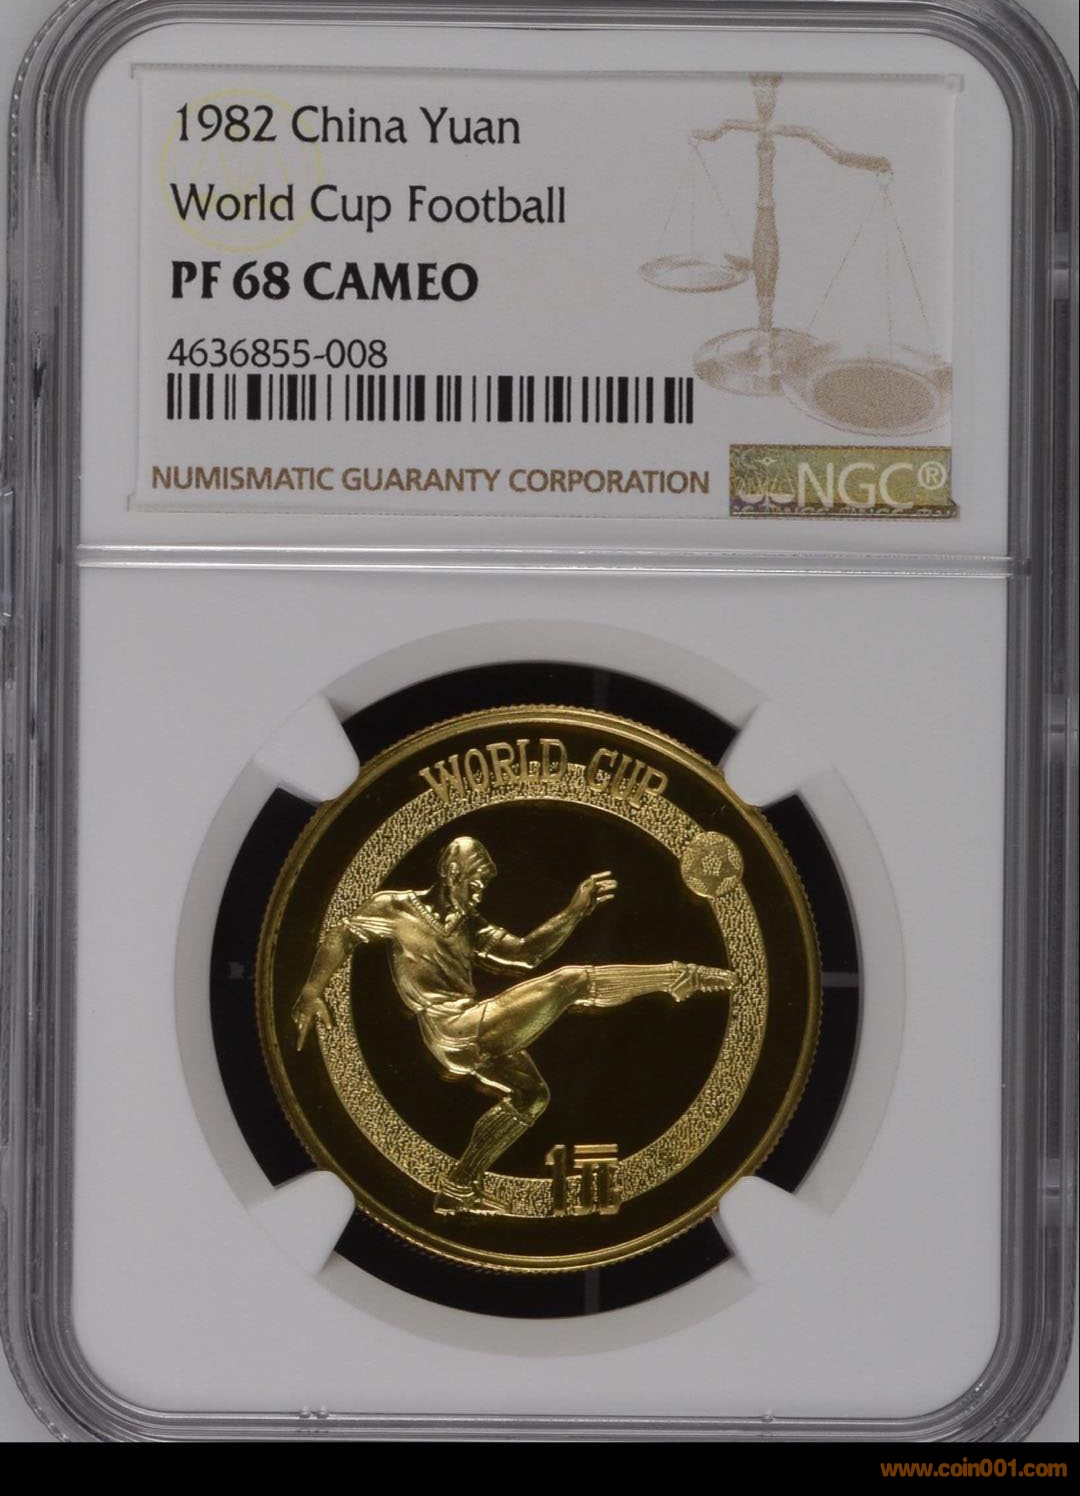 1982 China Yuan
World Cup Football
PF 68 CAMEO
4636855-008
NUMISMATIC GUARANTY CORPORATION
NGC®
WORLD CUP
1元
www.coin001.com